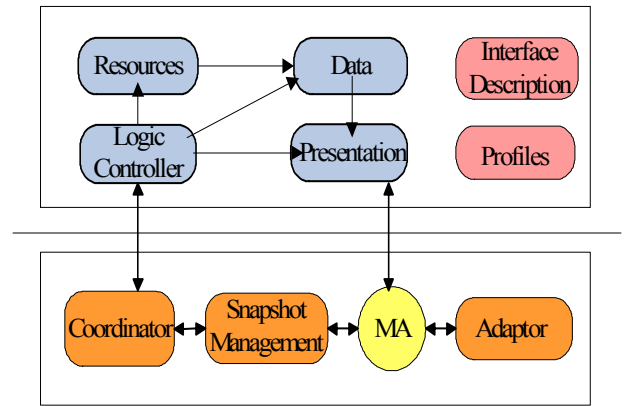 Resources
Data
Interface
Description
Logic
Controller
Presentation
Profiles
Coordinator
Snapshot
Management
MA
Adaptor